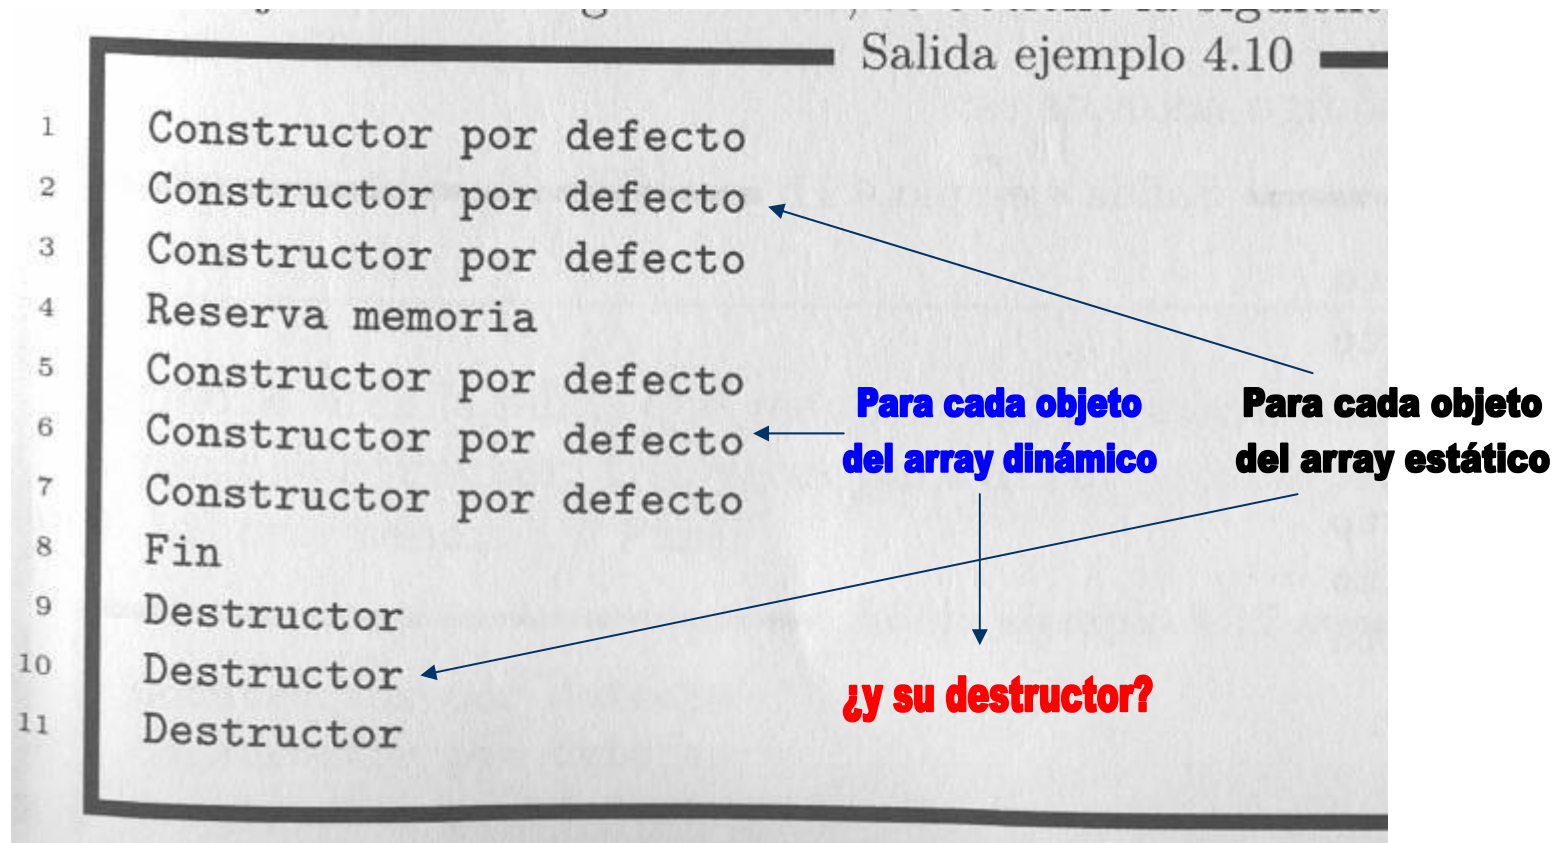 Salida ejemplo 4.10
1 Constructor por defecto
2 Constructor por defecto
3 Constructor por defecto
4 Reserva memoria
5 Constructor por defecto
6 Constructor por defecto
7 Constructor por defecto
8 Fin
9 Destructor
10 Destructor
11 Destructor
Para cada objeto
del array dinámico
Para cada objeto
del array estático
¿y su destructor?